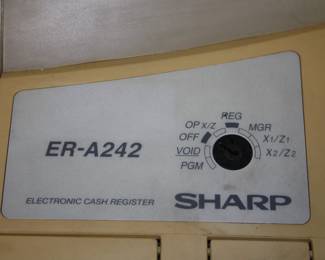 REG
OP X/Z
MGR
OFF
X1/Z1
VOID
X2/Z2
PGM
ER-A242
ELECTRONIC CASH REGISTER
SHARP